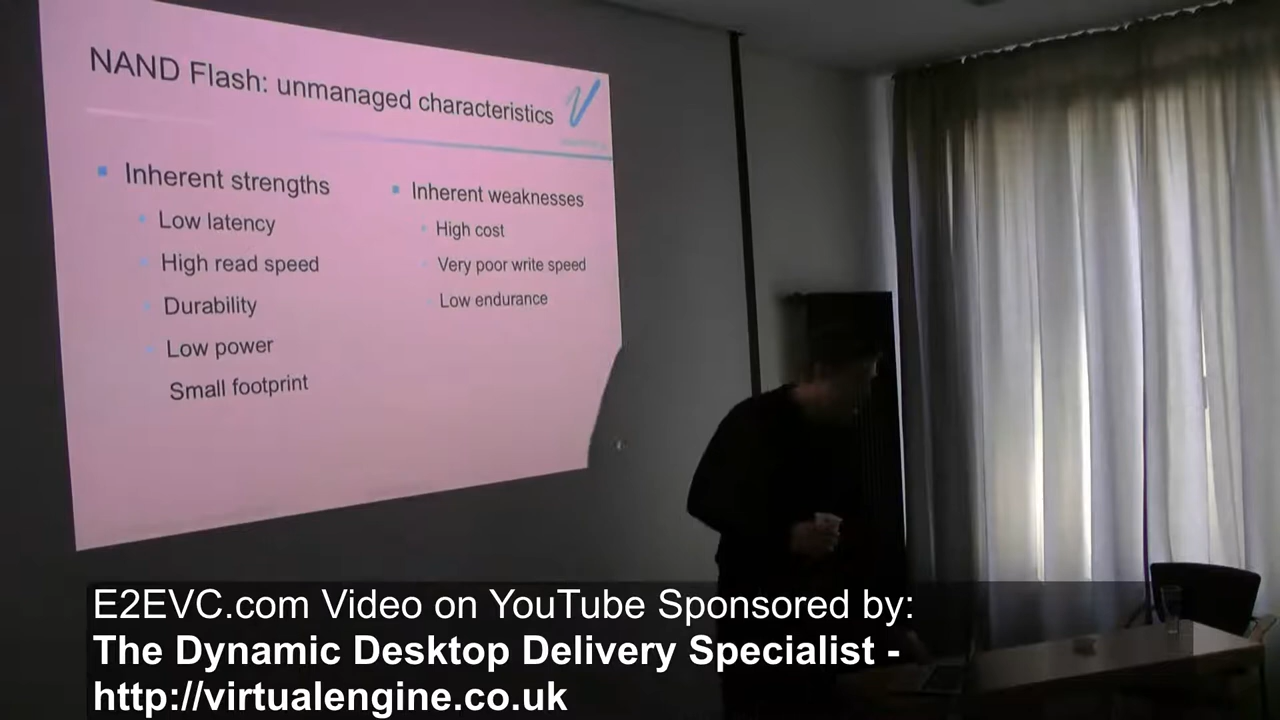 NAND Flash: unmanaged characteristics
Inherent strengths
Low latency
High read speed
Durability
Low power
Small footprint
Inherent weaknesses
High cost
Very poor write speed
Low endurance
E2EVC.com Video on YouTube Sponsored by:
The Dynamic Desktop Delivery Specialist -
http://virtualengine.co.uk